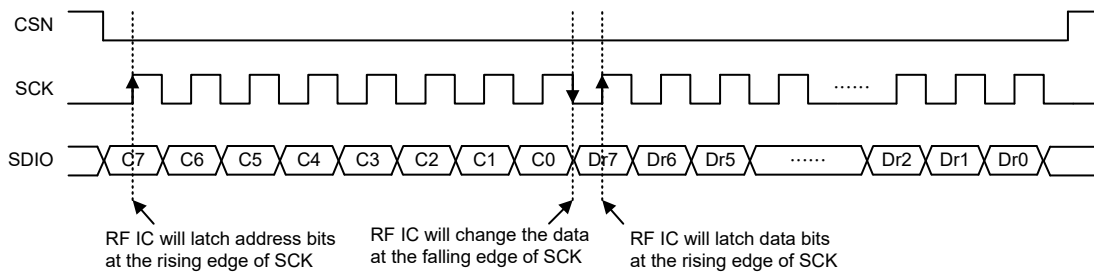 CSN
SCK
······
SDIO C7 C6 C5 C4 C3 C2 C1 C0 Dr7 Dr6 Dr5 ······ Dr2 Dr1 Dr0
RF IC will latch address bits
at the rising edge of SCK
RF IC will change the data
at the falling edge of SCK
RF IC will latch data bits
at the rising edge of SCK